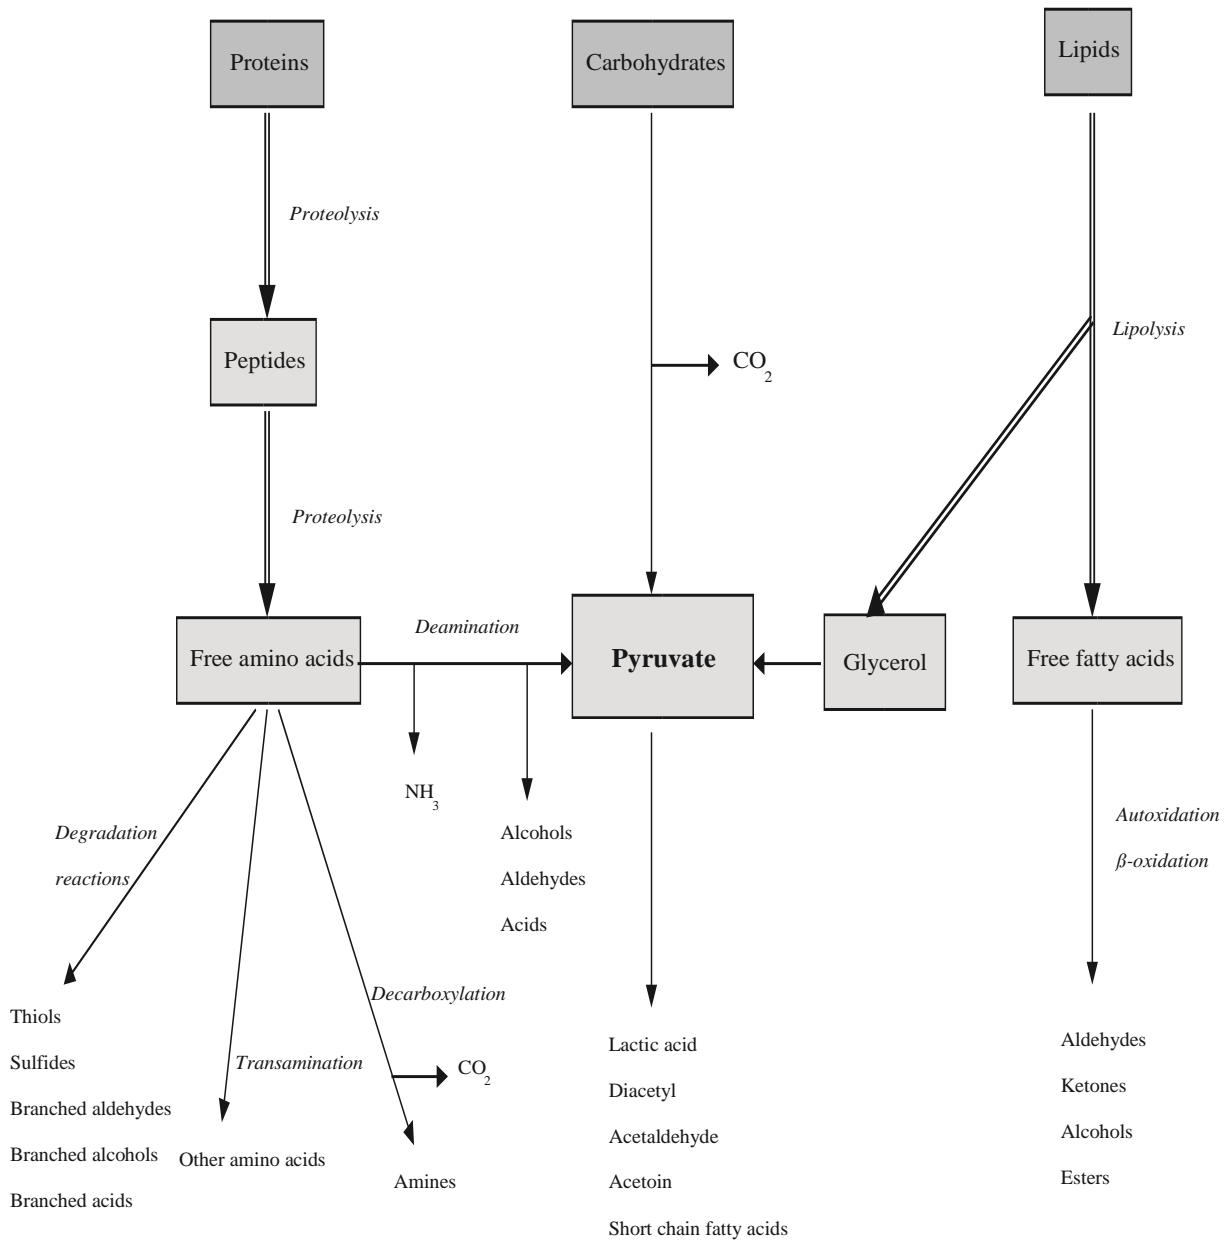 Proteins
Carbohydrates
Lipids
Proteolysis
Lipolysis
Peptides
CO2
Proteolysis
Deamination
Free amino acids
Pyruvate
Glycerol
Free fatty acids
NH3
Degradation
reactions
Alcohols
Aldehydes
Acids
Autoxidation
ß-oxidation
Decarboxylation
Transamination
CO2
Thiols
Sulfides
Branched aldehydes
Branched alcohols
Branched acids
Other amino acids
Amines
Lactic acid
Diacetyl
Acetaldehyde
Acetoin
Short chain fatty acids
Aldehydes
Ketones
Alcohols
Esters